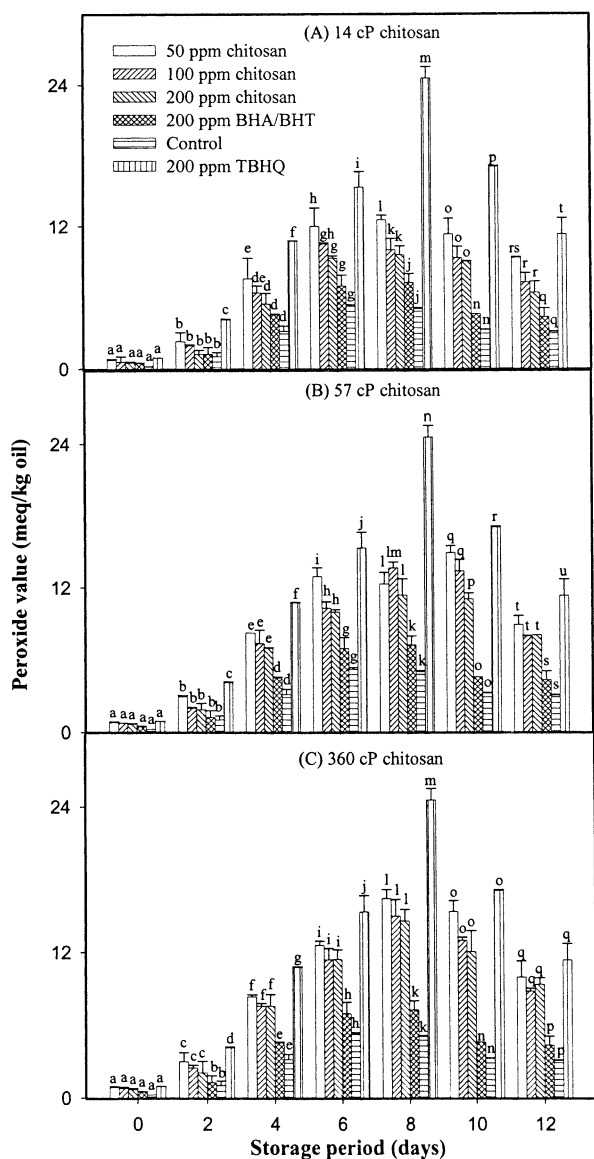 (A) 14 cP chitosan
50 ppm chitosan
100 ppm chitosan
200 ppm chitosan
200 ppm BHA/BHT
Control
200 ppm TBHQ
24
12
0
a a a a a a b b b b b c e de d d d f h gh g g g i l k k j j m o o o n n p rs r r q q t
(B) 57 cP chitosan
24
12
0
a a a a a a b b b b b c e e e d d f i h h g g j l lm l k k n q q p o o r t t t s s u
(C) 360 cP chitosan
24
12
0
a a a a a a c c c b b d f f f e e g i i i h h j l l l k k m o o o n n o q q q p p q
0 2 4 6 8 10 12
Storage period (days)
Peroxide value (meq/kg oil)